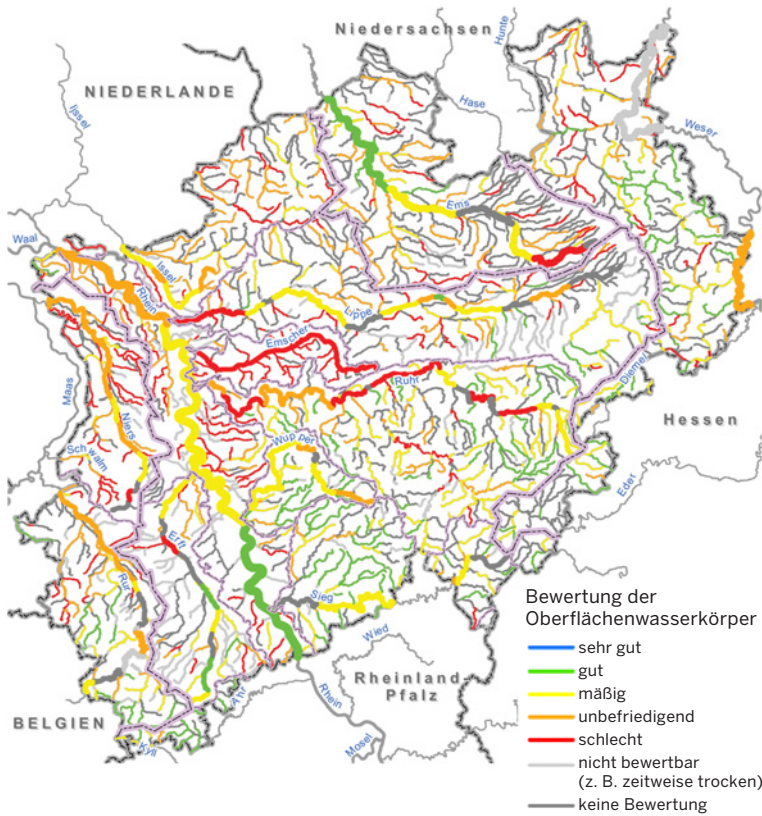 Niedersachsen
Hunte
NIEDERLANDE
Ijssel
Hase
Weser
Ems
Waal
Issel
Rhein
Lippe
Emscher
Ruhr
Diemel
Maas
Niers
Hessen
Schwalm
Wupper
Eder
Erft
Rur
Sieg
Wied
Rheinland
Pfalz
Ahr
Rhein
BELGIEN
Kyll
Mosel
Bewertung der
Oberflächenwasserkörper
sehr gut
gut
mäßig
unbefriedigend
schlecht
nicht bewertbar
(z. B. zeitweise trocken)
keine Bewertung